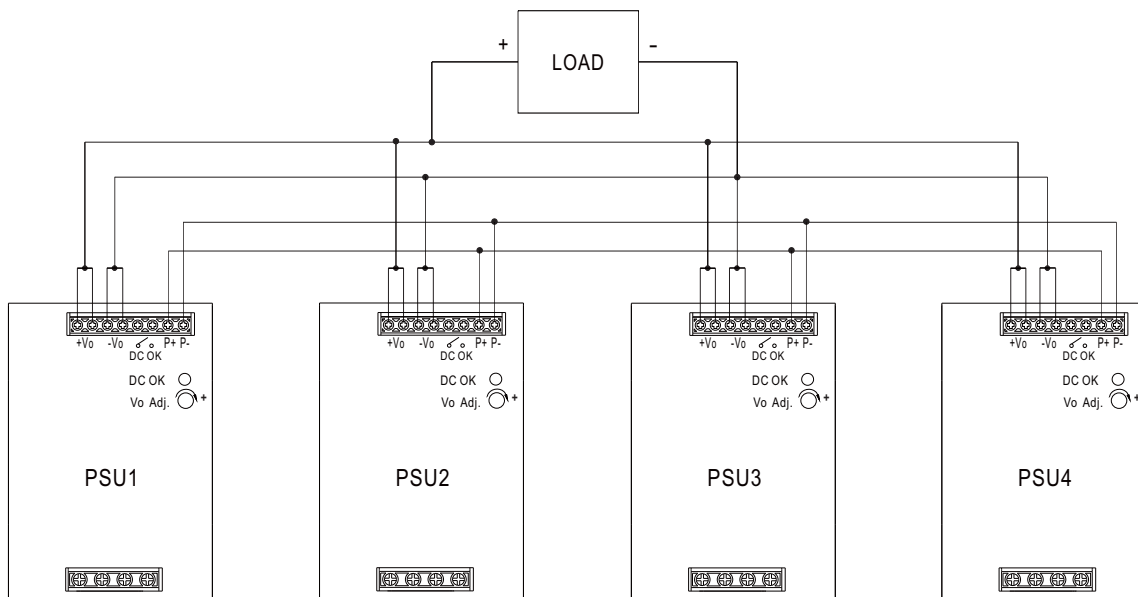 + LOAD -
+Vo -Vo P+ P-
DC OK
DC OK
Vo Adj. +
PSU1
+Vo -Vo P+ P-
DC OK
DC OK
Vo Adj. +
PSU2
+Vo -Vo P+ P-
DC OK
DC OK
Vo Adj. +
PSU3
+Vo -Vo P+ P-
DC OK
DC OK
Vo Adj. +
PSU4